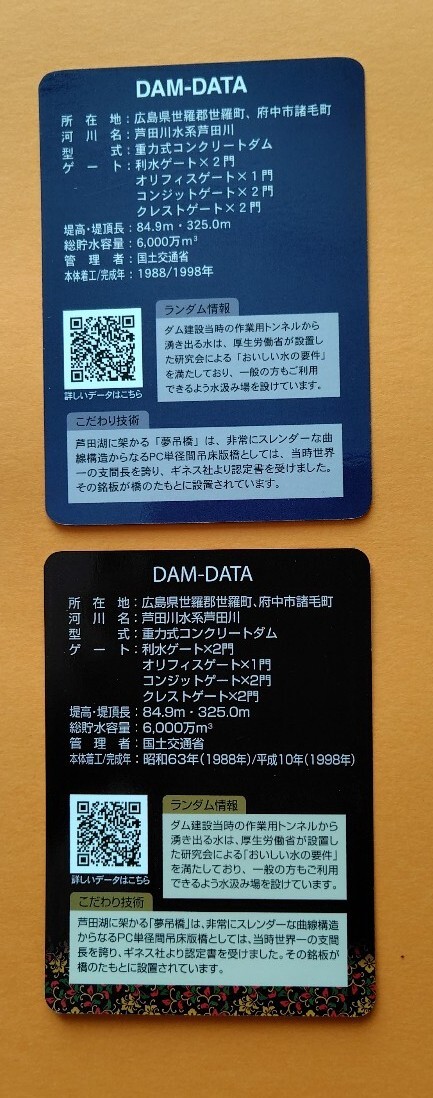 DAM-DATA
所在地：広島県世羅郡世羅町、府中市諸毛町
河川名：芦田川水系芦田川
型式：重力式コンクリートダム
ゲート：利水ゲート×2門
オリフィスゲート×1門
コンジットゲート×2門
クレストゲート×2門
堤高・堤頂長：84.9m・325.0m
総貯水容量：6,000万m³
管理者：国土交通省
本体着工/完成年：1988/1998年
ランダム情報
ダム建設当時の作業用トンネルから
湧き出る水は、厚生労働省が設置し
た研究会による「おいしい水の要件」
を満たしており、一般の方もご利用
できるよう水汲み場を設けています。
詳しいデータはこちら
こだわり技術
芦田湖に架かる「夢吊橋」は、非常にスレンダーな曲
線構造からなるPC単径間吊床版橋としては、当時世界
一の支間長を誇り、ギネス社より認定書を受けました。
その銘板が橋のたもとに設置されています。
DAM-DATA
所在地：広島県世羅郡世羅町、府中市諸毛町
河川名：芦田川水系芦田川
型式：重力式コンクリートダム
ゲート：利水ゲート×2門
オリフィスゲート×1門
コンジットゲート×2門
クレストゲート×2門
堤高・堤頂長：84.9m・325.0m
総貯水容量：6,000万m³
管理者：国土交通省
本体着工/完成年：昭和63年(1988年)/平成10年(1998年)
ランダム情報
ダム建設当時の作業用トンネルから
湧き出る水は、厚生労働省が設置し
た研究会による「おいしい水の要件」
を満たしており、一般の方もご利用
できるよう水汲み場を設けています。
詳しいデータはこちら
こだわり技術
芦田湖に架かる「夢吊橋」は、非常にスレンダーな曲線構造
からなるPC単径間吊床版橋としては、当時世界一の支間
長を誇り、ギネス社より認定書を受けました。その銘板が
橋のたもとに設置されています。